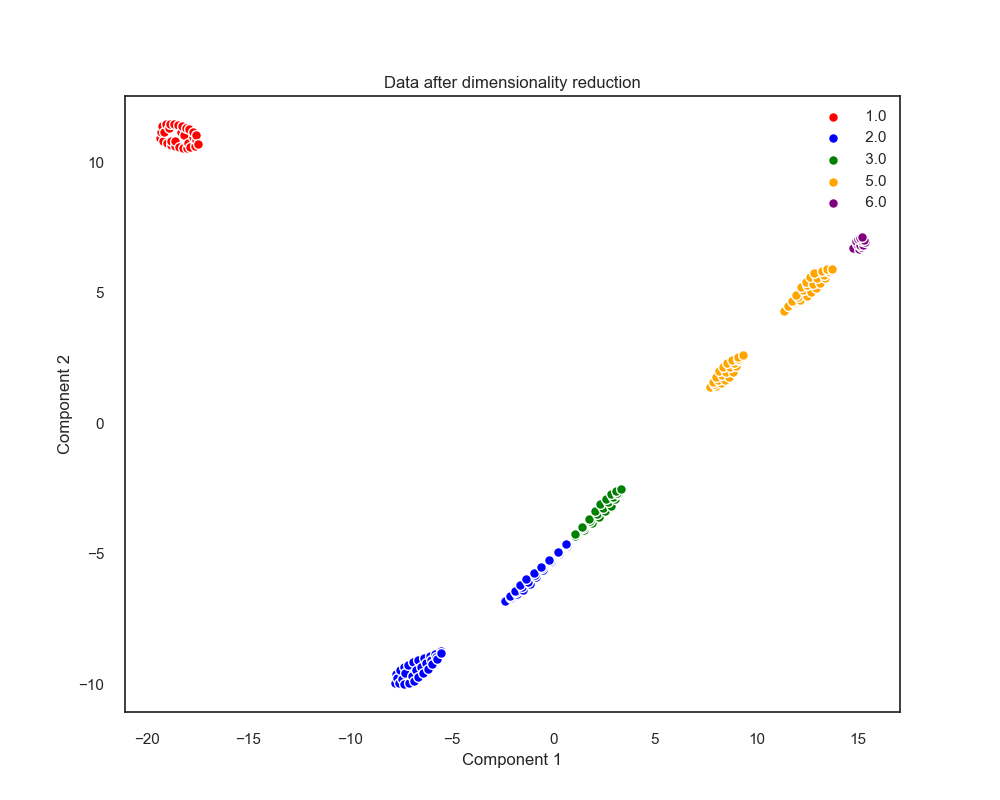 Data after dimensionality reduction
1.0
2.0
3.0
5.0
6.0
10
5
0
−5
−10
Component 2
−20 −15 −10 −5 0 5 10 15
Component 1